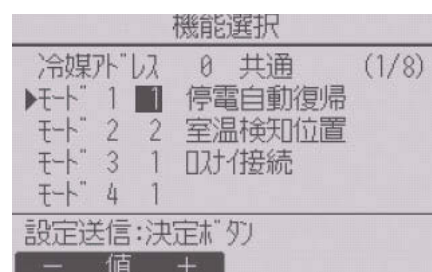 機能選択
冷媒アドレス 0 共通 (1/8)
▶モード 1 1 停電自動復帰
モード 2 2 室温検知位置
モード 3 1 ロスナイ接続
モード 4 1
設定送信:決定ボタン
− 値 +